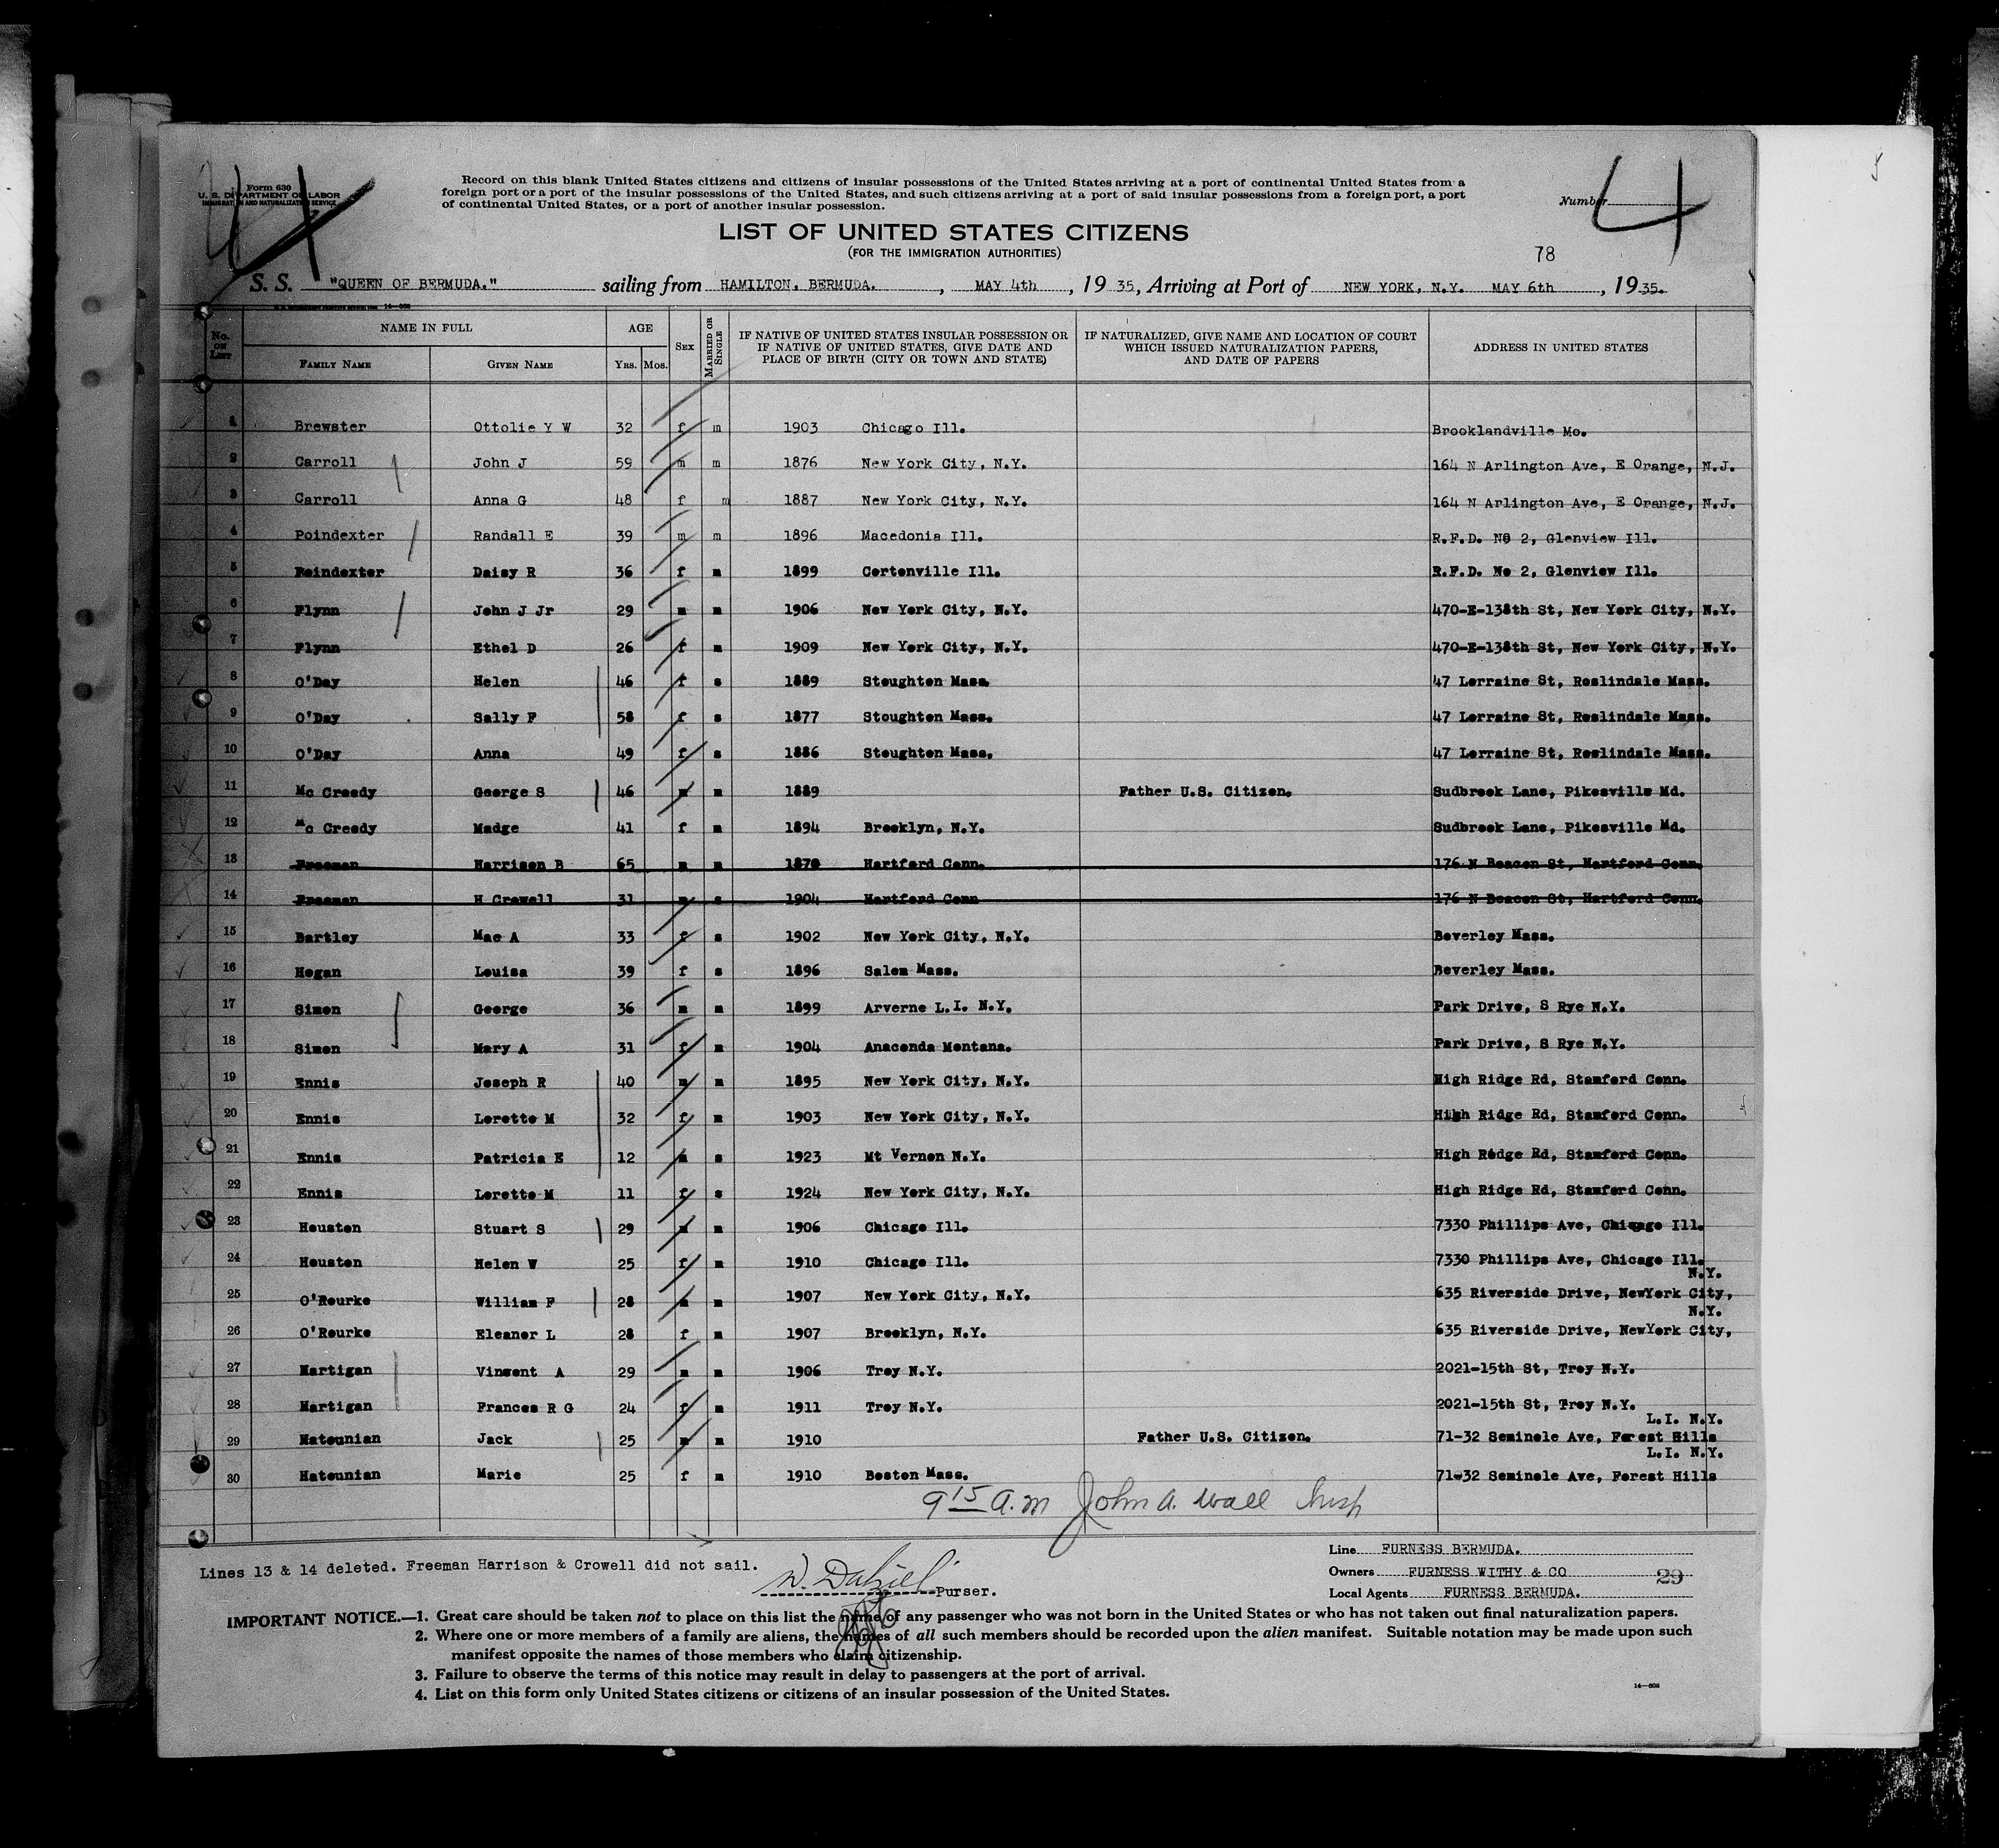 Form 630
U. S. DEPARTMENT OF LABOR
IMMIGRATION AND NATURALIZATION SERVICE
Record on this blank United States citizens and citizens of insular possessions of the United States arriving at a port of continental United States from a
foreign port or a port of the insular possessions of the United States, and such citizens arriving at a port of said insular possessions from a foreign port, a port
of continental United States, or a port of another insular possession.
Number 4
4
LIST OF UNITED STATES CITIZENS
(FOR THE IMMIGRATION AUTHORITIES)
78
S. S. "QUEEN OF BERMUDA." sailing from HAMILTON. BERMUDA. , MAY 4th , 19 35, Arriving at Port of NEW YORK, N.Y. MAY 6th , 19 35.
No. ON LIST NAME IN FULL AGE SEX MARRIED OR SINGLE IF NATIVE OF UNITED STATES INSULAR POSSESSION OR IF NATIVE OF UNITED STATES, GIVE DATE AND PLACE OF BIRTH (CITY OR TOWN AND STATE) IF NATURALIZED, GIVE NAME AND LOCATION OF COURT WHICH ISSUED NATURALIZATION PAPERS, AND DATE OF PAPERS ADDRESS IN UNITED STATES
FAMILY NAME GIVEN NAME YRS. MOS.
1 Brewster Ottolie Y W 32 f m 1903 Chicago Ill. Brooklandville Mo.
2 Carroll John J 59 m m 1876 New York City, N.Y. 164 N Arlington Ave, E Orange, N.J.
3 Carroll Anna G 48 f m 1887 New York City, N.Y. 164 N Arlington Ave, E Orange, N.J.
4 Poindexter Randall E 39 m m 1896 Macedonia Ill. R.F.D. No 2, Glenview Ill.
5 Poindexter Daisy R 36 f m 1899 Cortenville Ill. R.F.D. No 2, Glenview Ill.
6 Flynn John J Jr 29 m m 1906 New York City, N.Y. 470-E-138th St, New York City, N.Y.
7 Flynn Ethel D 26 f m 1909 New York City, N.Y. 470-E-138th St, New York City, N.Y.
8 O'Day Helen 46 f s 1889 Stoughton Mass. 47 Lorraine St, Roslindale Mass.
9 O'Day Sally F 58 f s 1877 Stoughton Mass. 47 Lorraine St, Roslindale Mass.
10 O'Day Anna 49 f s 1886 Stoughton Mass. 47 Lorraine St, Roslindale Mass.
11 Mc Creedy George S 46 m m 1889 Father U.S. Citizen. Sudbrook Lane, Pikesville Md.
12 Mc Creedy Madge 41 f m 1894 Brooklyn, N.Y. Sudbrook Lane, Pikesville Md.
13 Freeman Harrison B 65 m m 1870 Hartford Conn. 176 N Beacon St, Hartford Conn.
14 Freeman H Crowell 31 m s 1904 Hartford Conn 176 N Beacon St, Hartford Conn.
15 Bartley Mae A 33 f s 1902 New York City, N.Y. Beverley Mass.
16 Hogan Louisa 39 f s 1896 Salem Mass. Beverley Mass.
17 Simon George 36 m m 1899 Arverne L.I. N.Y. Park Drive, S Rye N.Y.
18 Simon Mary A 31 f m 1904 Anaconda Montana. Park Drive, S Rye N.Y.
19 Ennis Joseph R 40 m m 1895 New York City, N.Y. High Ridge Rd, Stamford Conn.
20 Ennis Lorette M 32 f m 1903 New York City, N.Y. High Ridge Rd, Stamford Conn.
21 Ennis Patricia E 12 s 1923 Mt Vernon N.Y. High Ridge Rd, Stamford Conn.
22 Ennis Lorette M 11 f s 1924 New York City, N.Y. High Ridge Rd, Stamford Conn.
23 Houston Stuart S 29 m m 1906 Chicago Ill. 7330 Phillips Ave, Chicago Ill.
24 Houston Helen W 25 f m 1910 Chicago Ill. 7330 Phillips Ave, Chicago Ill.
N.Y.
25 O'Rourke William F 28 m m 1907 New York City, N.Y. 635 Riverside Drive, NewYork City,
N.Y.
26 O'Rourke Eleanor L 28 f m 1907 Brooklyn, N.Y. 635 Riverside Drive, NewYork City,
27 Hartigan Vincent A 29 m m 1906 Troy N.Y. 2021-15th St, Troy N.Y.
28 Hartigan Frances R G 24 f m 1911 Troy N.Y. 2021-15th St, Troy N.Y.
L.I. N.Y.
29 Hatounian Jack 25 m m 1910 Father U.S. Citizen. 71-32 Seminole Ave, Forest Hills
L.I. N.Y.
30 Hatounian Marie 25 f m 1910 Boston Mass. 71-32 Seminole Ave, Forest Hills
9 15 a.m John A. Wall Insp
Lines 13 & 14 deleted. Freeman Harrison & Crowell did not sail.
W. Dalziel Purser.
Line FURNESS BERMUDA.
Owners FURNESS WITHY & CO 29
Local Agents FURNESS BERMUDA.
IMPORTANT NOTICE.—1. Great care should be taken not to place on this list the name of any passenger who was not born in the United States or who has not taken out final naturalization papers.
2. Where one or more members of a family are aliens, the names of all such members should be recorded upon the alien manifest. Suitable notation may be made upon such
manifest opposite the names of those members who claim citizenship.
3. Failure to observe the terms of this notice may result in delay to passengers at the port of arrival.
4. List on this form only United States citizens or citizens of an insular possession of the United States.
14—608